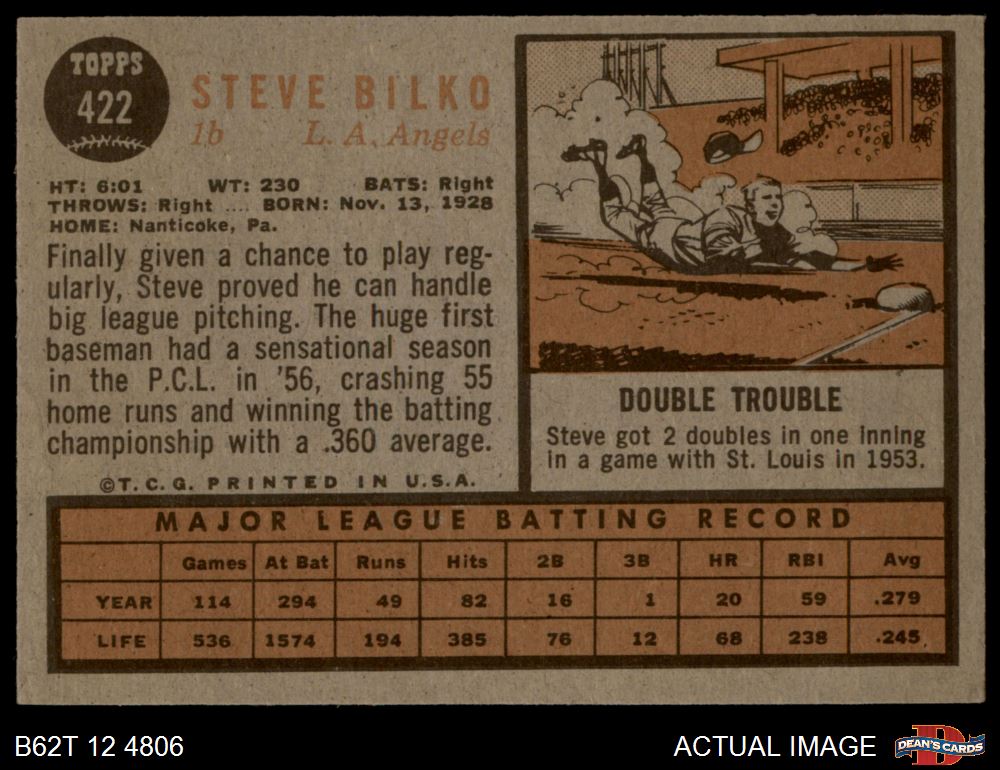 TOPPS
422
STEVE BILKO
1b L. A. Angels
HT: 6:01 WT: 230 BATS: Right
THROWS: Right .... BORN: Nov. 13, 1928
HOME: Nanticoke, Pa.
Finally given a chance to play reg-
ularly, Steve proved he can handle
big league pitching. The huge first
baseman had a sensational season
in the P.C.L. in '56, crashing 55
home runs and winning the batting
championship with a .360 average.
©T. C. G. PRINTED IN U.S.A.
DOUBLE TROUBLE
Steve got 2 doubles in one inning
in a game with St. Louis in 1953.
MAJOR LEAGUE BATTING RECORD
Games At Bat Runs Hits 2B 3B HR RBI Avg
YEAR 114 294 49 82 16 1 20 59 .279
LIFE 536 1574 194 385 76 12 68 238 .245
B62T 12 4806
ACTUAL IMAGE
D
DEAN'S CARDS